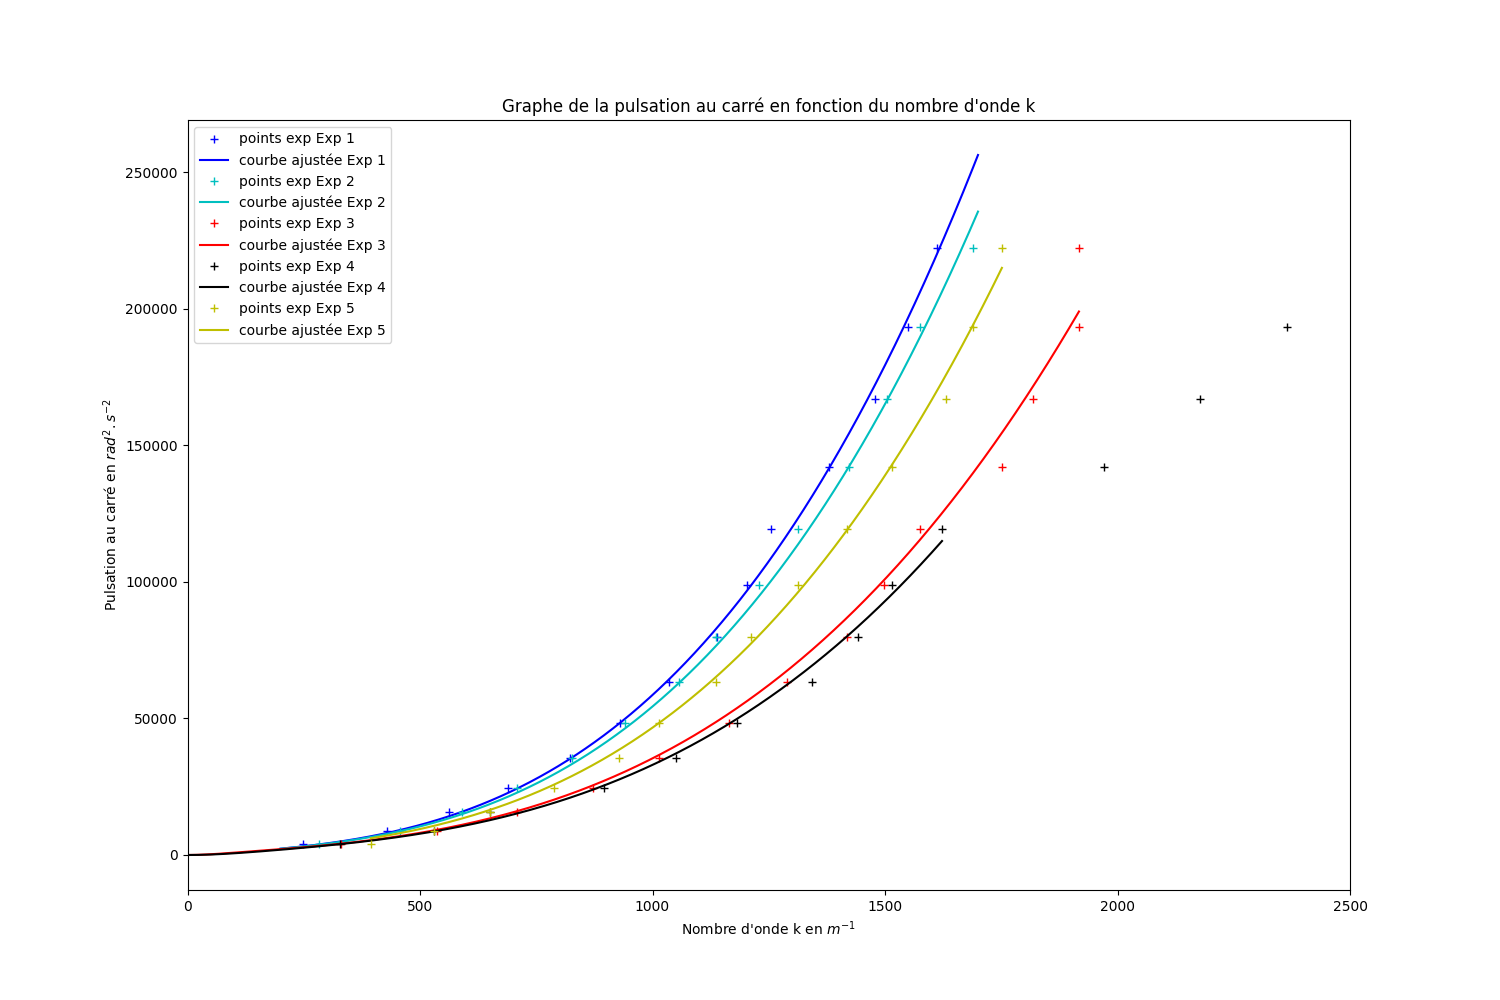 Graphe de la pulsation au carré en fonction du nombre d'onde k
points exp Exp 1
courbe ajustée Exp 1
points exp Exp 2
courbe ajustée Exp 2
points exp Exp 3
courbe ajustée Exp 3
points exp Exp 4
courbe ajustée Exp 4
points exp Exp 5
courbe ajustée Exp 5
250000
200000
150000
100000
50000
0
Pulsation au carré en rad².s⁻²
0 500 1000 1500 2000 2500
Nombre d'onde k en m⁻¹